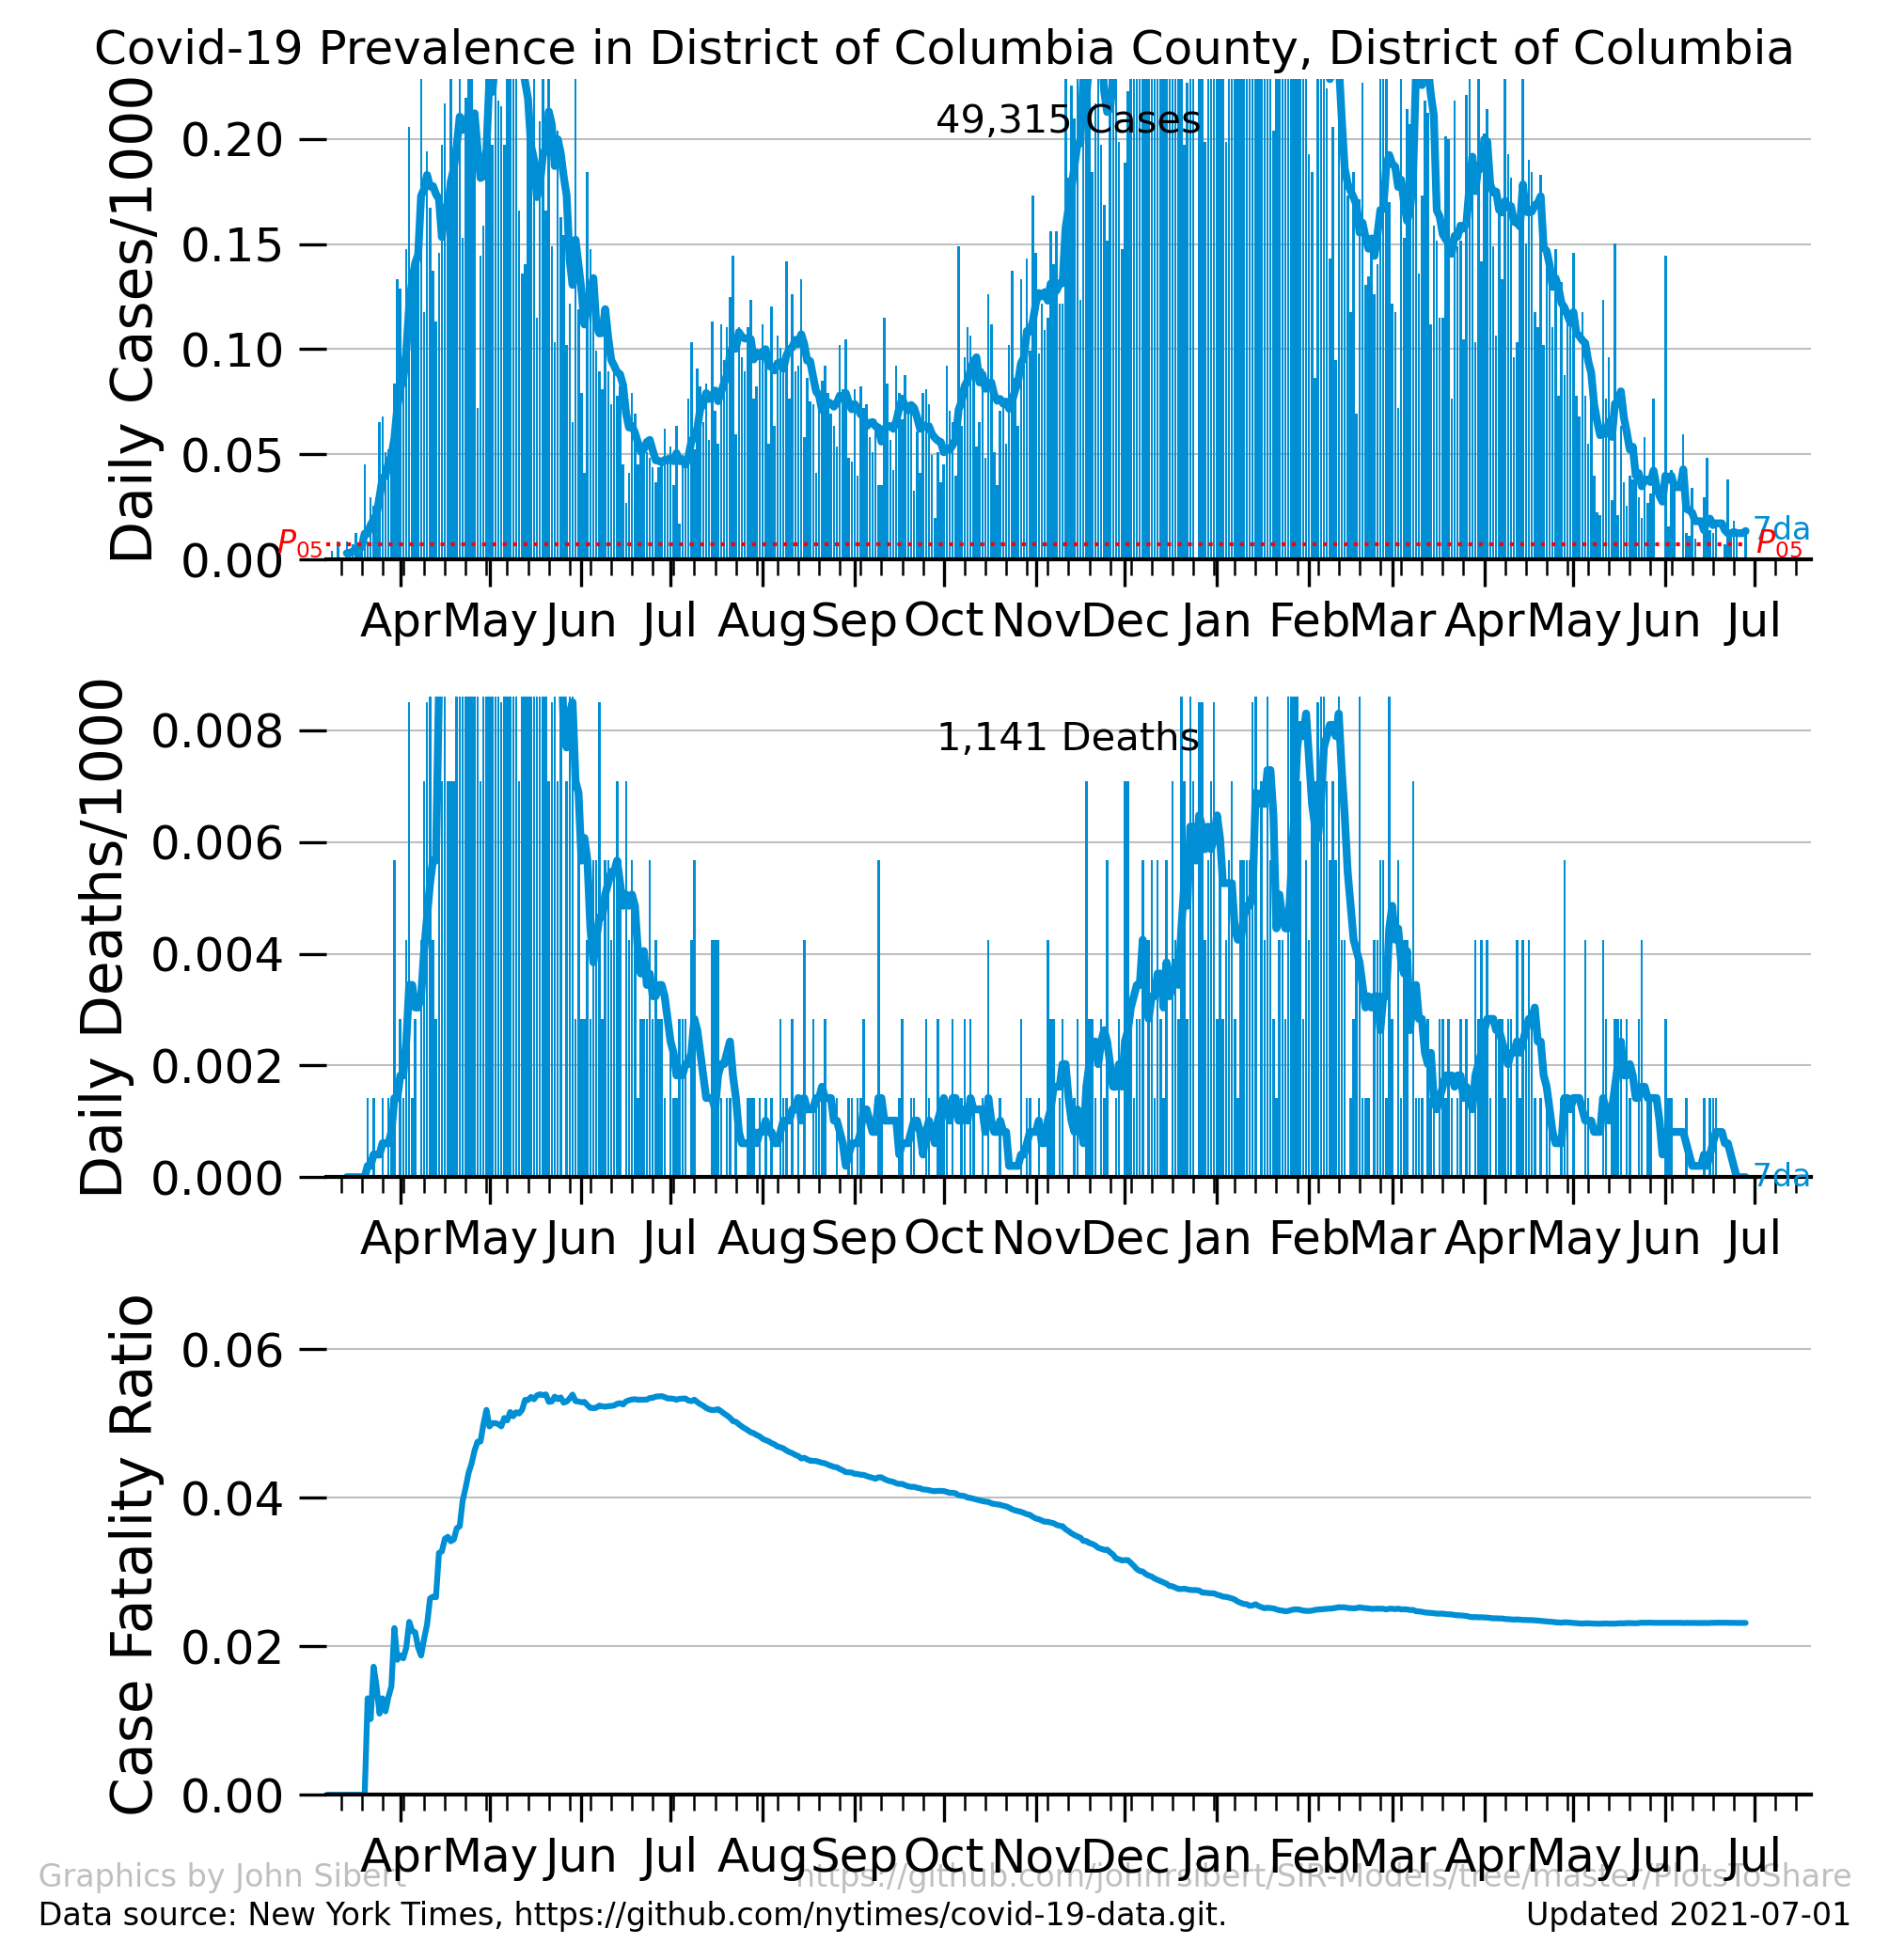 Covid-19 Prevalence in District of Columbia County, District of Columbia
Daily Cases/1000
0.20
0.15
0.10
0.05
0.00
49,315 Cases
P05
7da
P05
Apr May Jun Jul Aug Sep Oct Nov Dec Jan Feb Mar Apr May Jun Jul
Daily Deaths/1000
0.008
0.006
0.004
0.002
0.000
1,141 Deaths
7da
Apr May Jun Jul Aug Sep Oct Nov Dec Jan Feb Mar Apr May Jun Jul
Case Fatality Ratio
0.06
0.04
0.02
0.00
Apr May Jun Jul Aug Sep Oct Nov Dec Jan Feb Mar Apr May Jun Jul
Graphics by John Sibert https://github.com/johnrsibert/SIR-Models/tree/master/PlotsToShare
Data source: New York Times, https://github.com/nytimes/covid-19-data.git. Updated 2021-07-01